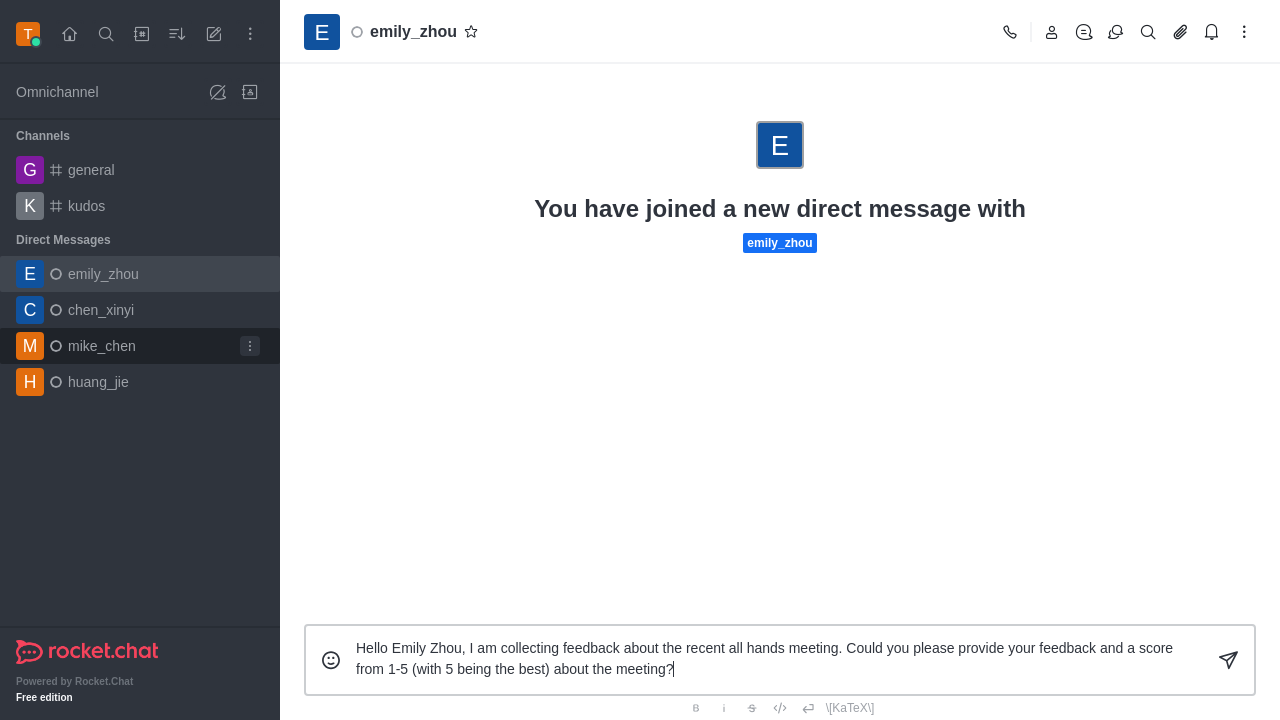 T
Omnichannel
Channels
G general
K kudos
Direct Messages
E emily_zhou
C chen_xinyi
M mike_chen
H huang_jie
rocket.chat
Powered by Rocket.Chat
Free edition
E emily_zhou
E
You have joined a new direct message with
emily_zhou
Hello Emily Zhou, I am collecting feedback about the recent all hands meeting. Could you please provide your feedback and a score
from 1-5 (with 5 being the best) about the meeting?
B i S \[KaTeX\]